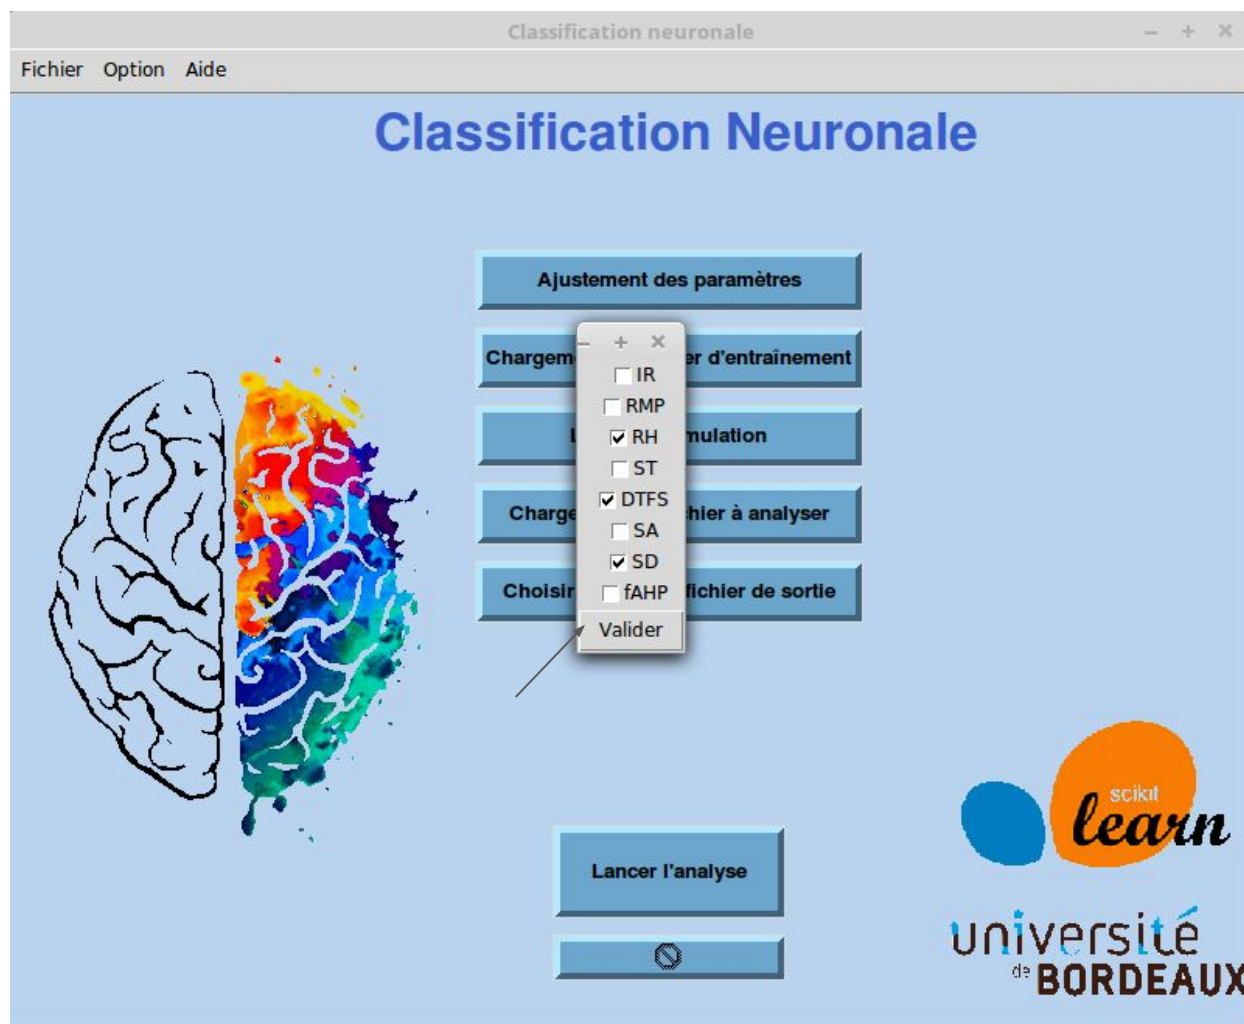 Classification neuronale
Fichier Option Aide
Classification Neuronale
Ajustement des paramètres
Chargem er d'entraînement
L mulation
Charge hier à analyser
Choisir fichier de sortie
IR
RMP
RH
ST
DTFS
SA
SD
fAHP
Valider
Lancer l'analyse
scikit
learn
université
de BORDEAUX